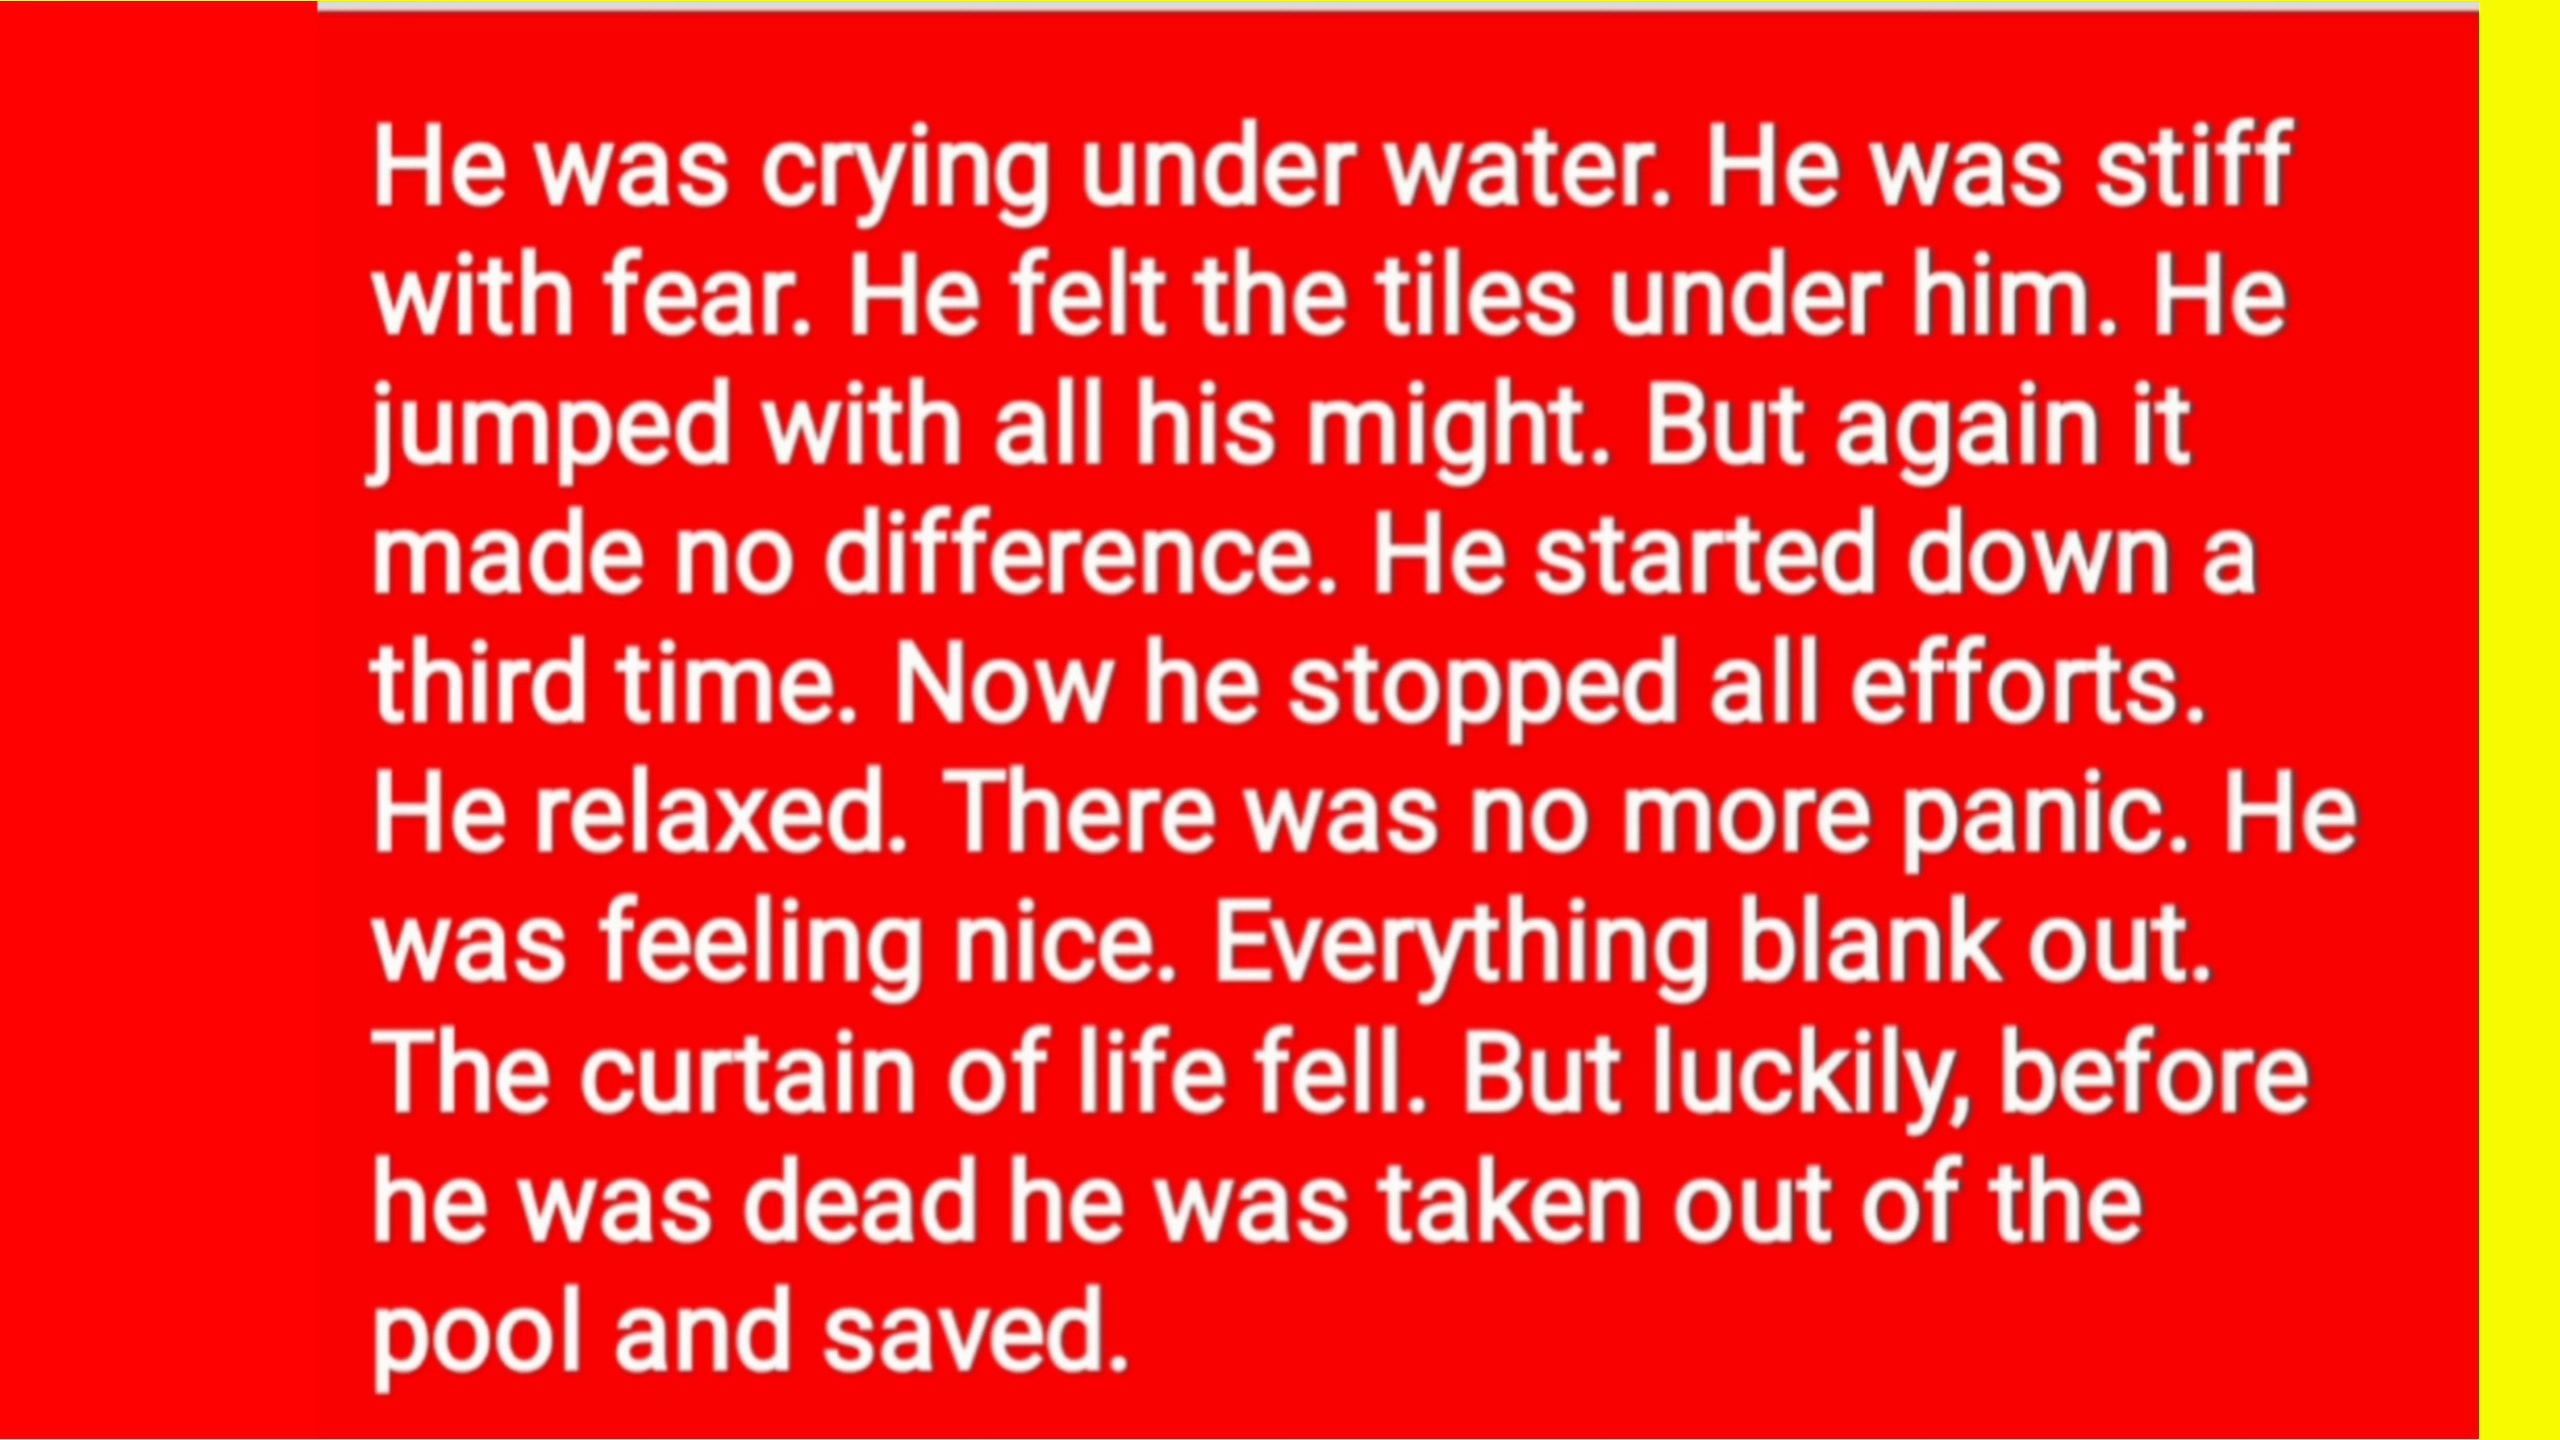 He was crying under water. He was stiff
with fear. He felt the tiles under him. He
jumped with all his might. But again it
made no difference. He started down a
third time. Now he stopped all efforts.
He relaxed. There was no more panic. He
was feeling nice. Everything blank out.
The curtain of life fell. But luckily, before
he was dead he was taken out of the
pool and saved.